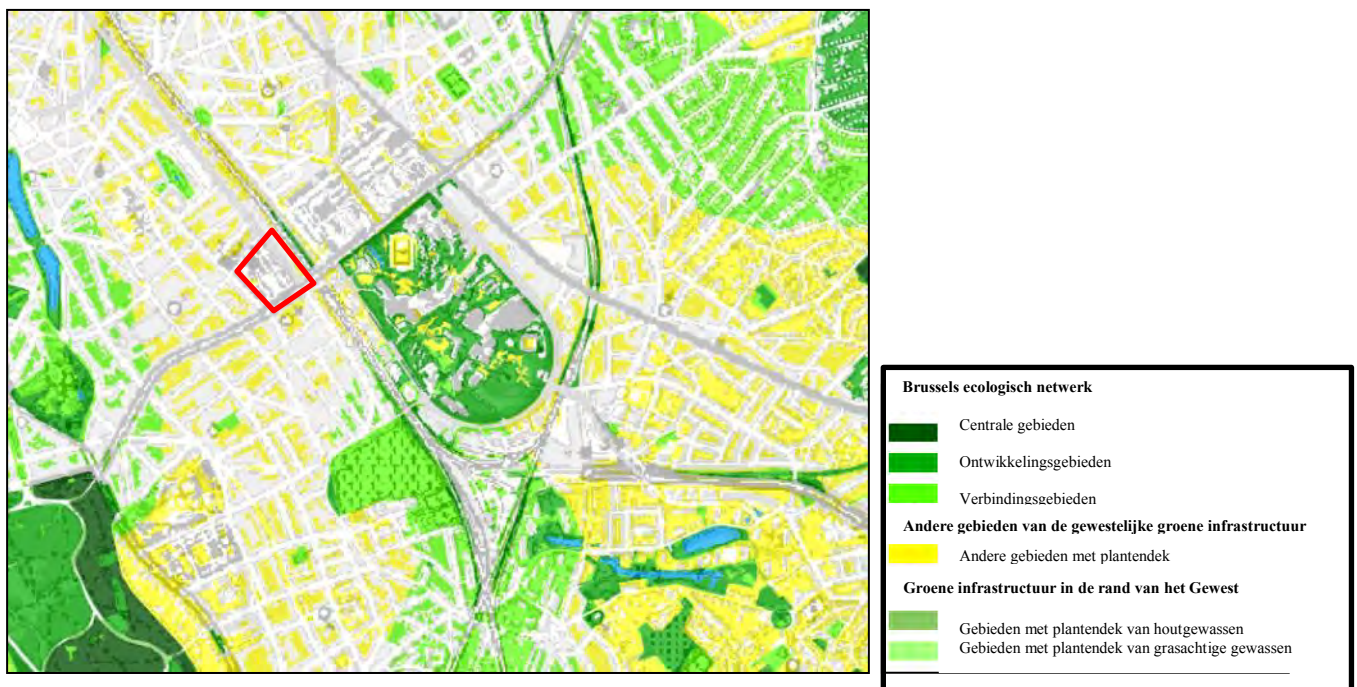 Brussels ecologisch netwerk
Centrale gebieden
Ontwikkelingsgebieden
Verbindingsgebieden
Andere gebieden van de gewestelijke groene infrastructuur
Andere gebieden met plantendek
Groene infrastructuur in de rand van het Gewest
Gebieden met plantendek van houtgewassen
Gebieden met plantendek van grasachtige gewassen